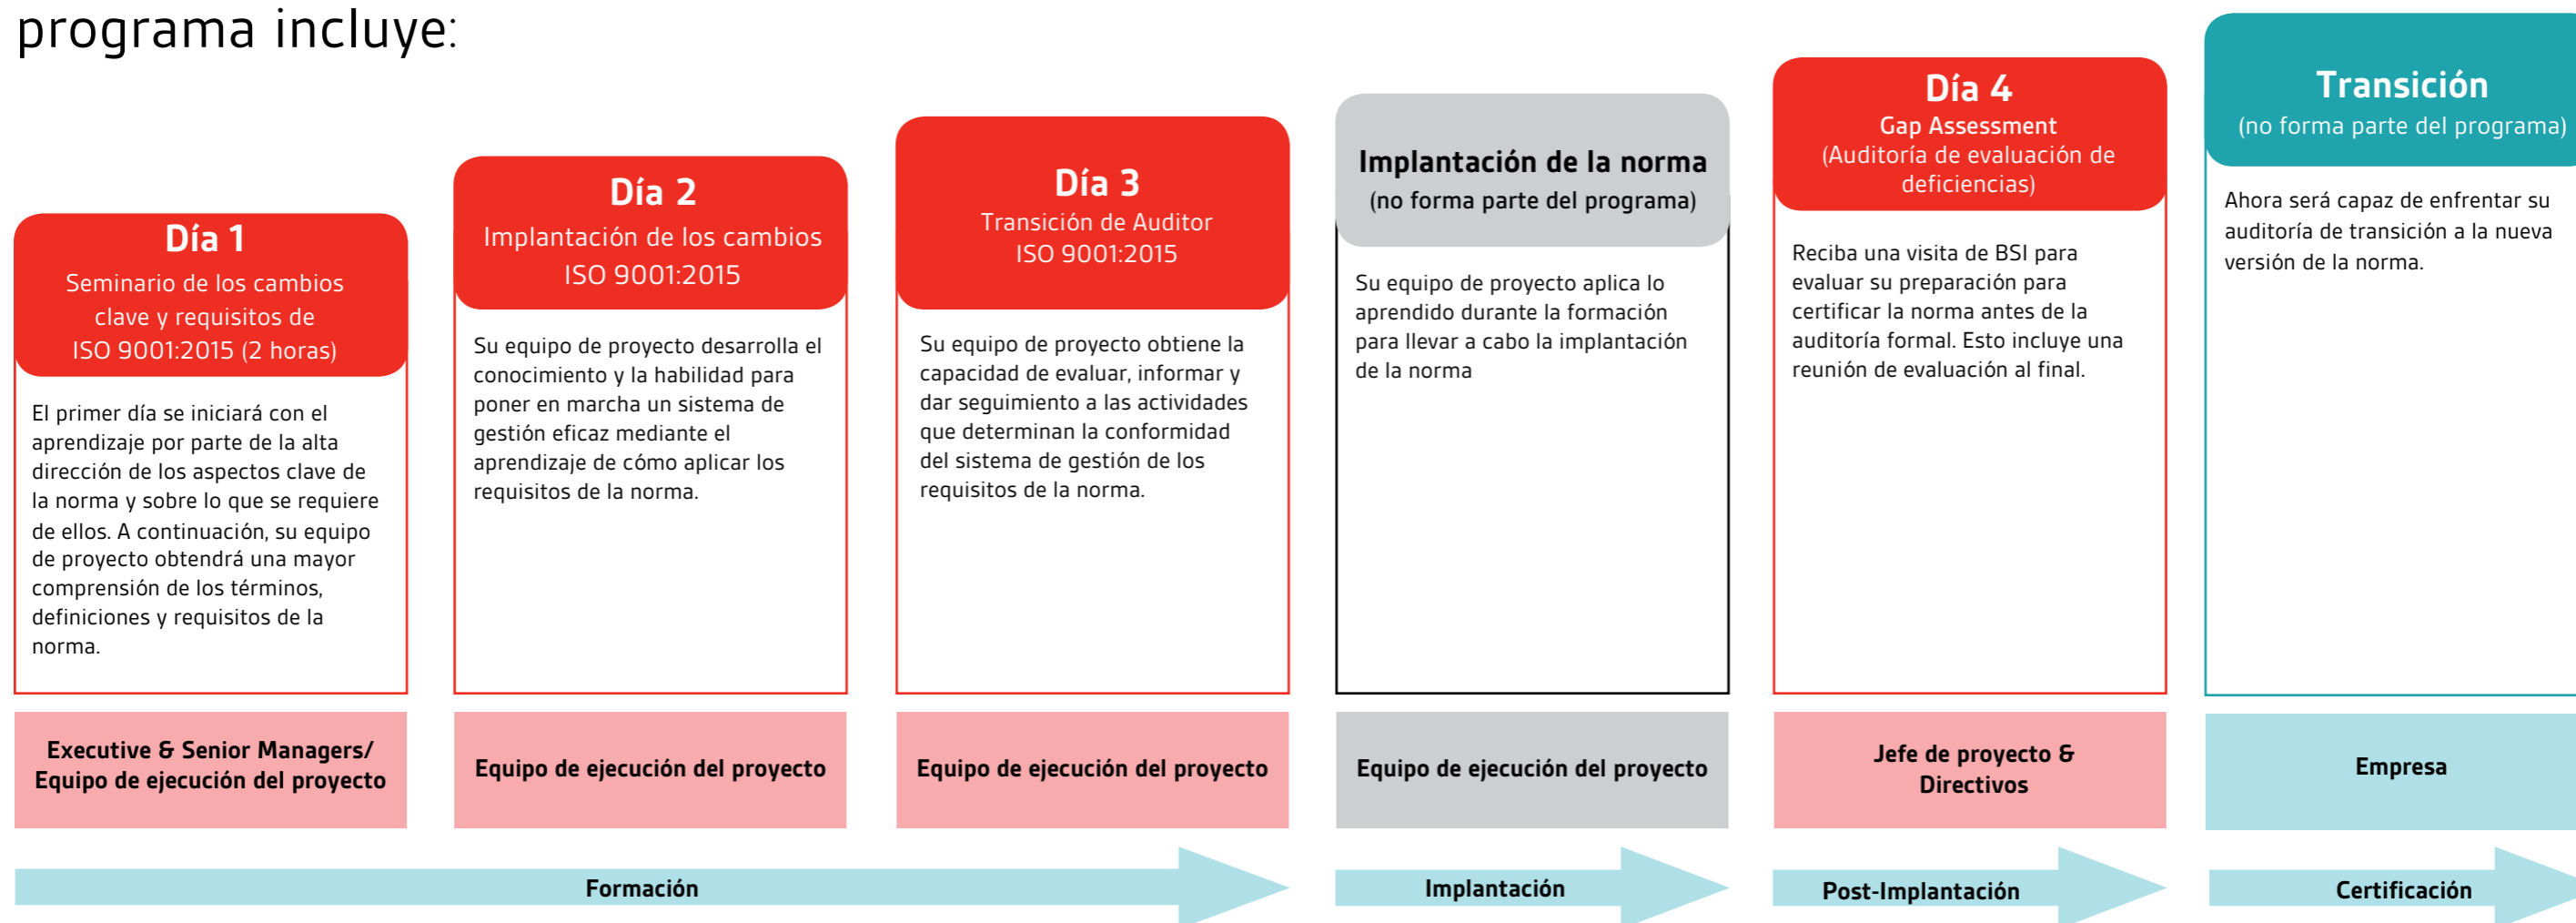 programa incluye:
Día 1
Seminario de los cambios
clave y requisitos de
ISO 9001:2015 (2 horas)
El primer día se iniciará con el
aprendizaje por parte de la alta
dirección de los aspectos clave de
la norma y sobre lo que se requiere
de ellos. A continuación, su equipo
de proyecto obtendrá una mayor
comprensión de los términos,
definiciones y requisitos de la
norma.
Executive & Senior Managers/
Equipo de ejecución del proyecto
Día 2
Implantación de los cambios
ISO 9001:2015
Su equipo de proyecto desarrolla el
conocimiento y la habilidad para
poner en marcha un sistema de
gestión eficaz mediante el
aprendizaje de cómo aplicar los
requisitos de la norma.
Equipo de ejecución del proyecto
Día 3
Transición de Auditor
ISO 9001:2015
Su equipo de proyecto obtiene la
capacidad de evaluar, informar y
dar seguimiento a las actividades
que determinan la conformidad
del sistema de gestión de los
requisitos de la norma.
Equipo de ejecución del proyecto
Implantación de la norma
(no forma parte del programa)
Su equipo de proyecto aplica lo
aprendido durante la formación
para llevar a cabo la implantación
de la norma
Equipo de ejecución del proyecto
Día 4
Gap Assessment
(Auditoría de evaluación de
deficiencias)
Reciba una visita de BSI para
evaluar su preparación para
certificar la norma antes de la
auditoría formal. Esto incluye una
reunión de evaluación al final.
Jefe de proyecto &
Directivos
Transición
(no forma parte del programa)
Ahora será capaz de enfrentar su
auditoría de transición a la nueva
versión de la norma.
Empresa
Formación
Implantación
Post-Implantación
Certificación